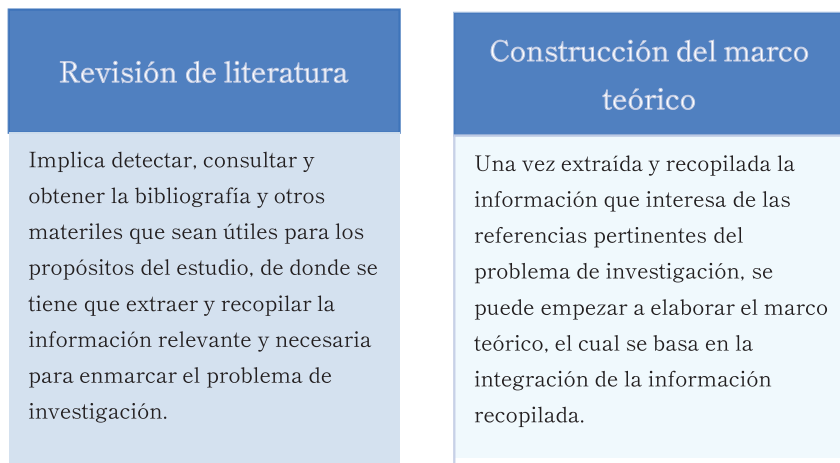 Revisión de literatura
Implica detectar, consultar y
obtener la bibliografía y otros
materiles que sean útiles para los
propósitos del estudio, de donde se
tiene que extraer y recopilar la
información relevante y necesaria
para enmarcar el problema de
investigación.
Construcción del marco
teórico
Una vez extraída y recopilada la
información que interesa de las
referencias pertinentes del
problema de investigación, se
puede empezar a elaborar el marco
teórico, el cual se basa en la
integración de la información
recopilada.